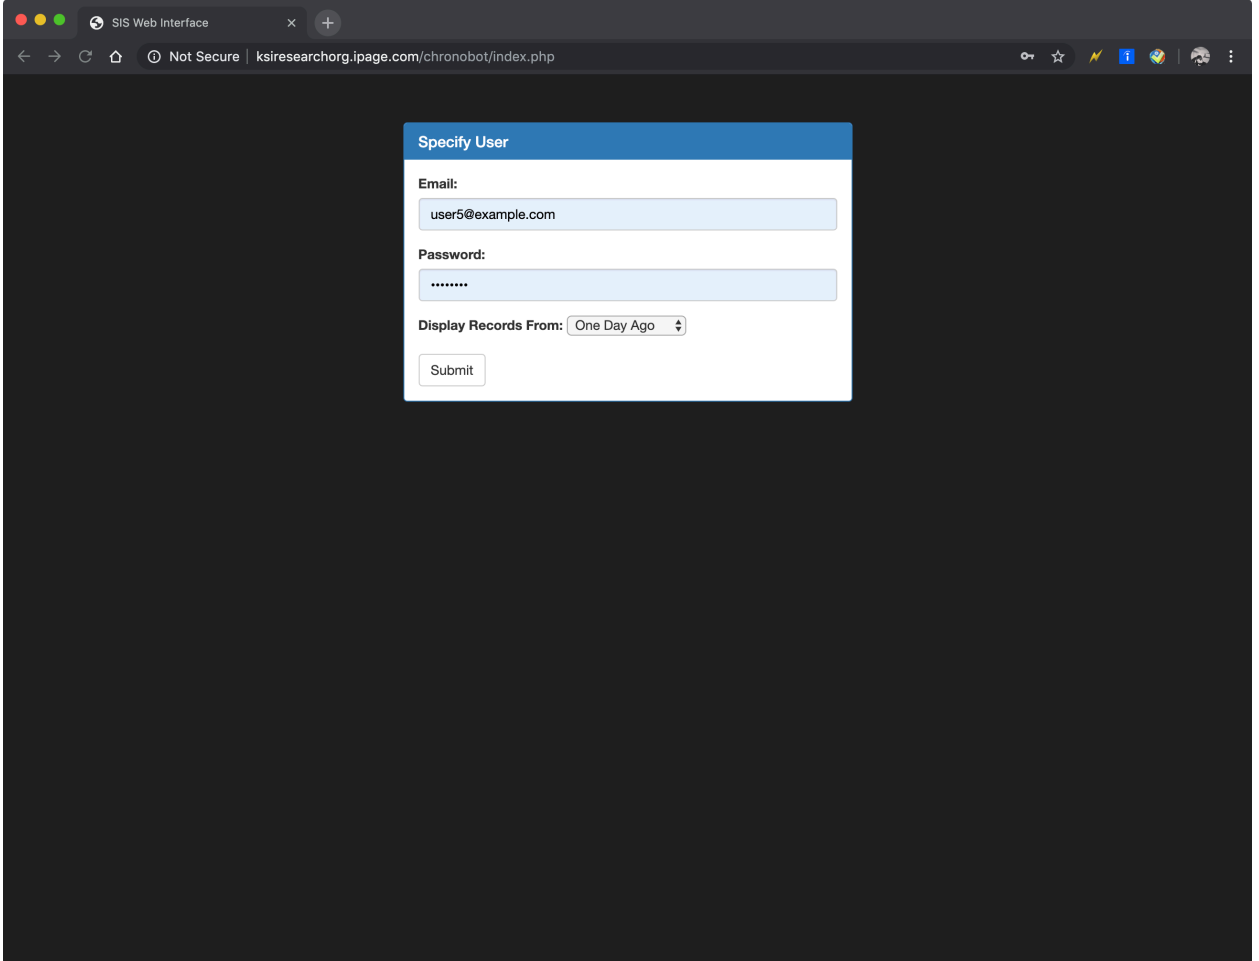 SIS Web Interface
Not Secure ksiresearchorg.ipage.com/chronobot/index.php
Specify User
Email:
user5@example.com
Password:
••••••••
Display Records From: One Day Ago
Submit